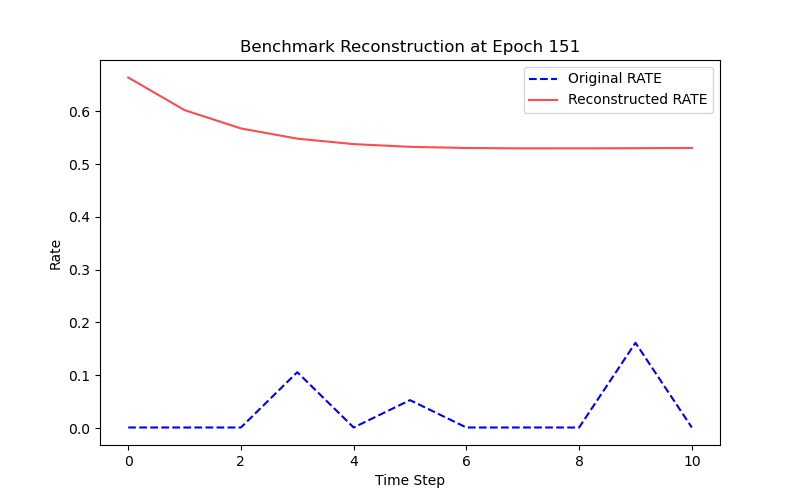 Benchmark Reconstruction at Epoch 151
Original RATE
Reconstructed RATE
Rate
0.6
0.5
0.4
0.3
0.2
0.1
0.0
0 2 4 6 8 10
Time Step